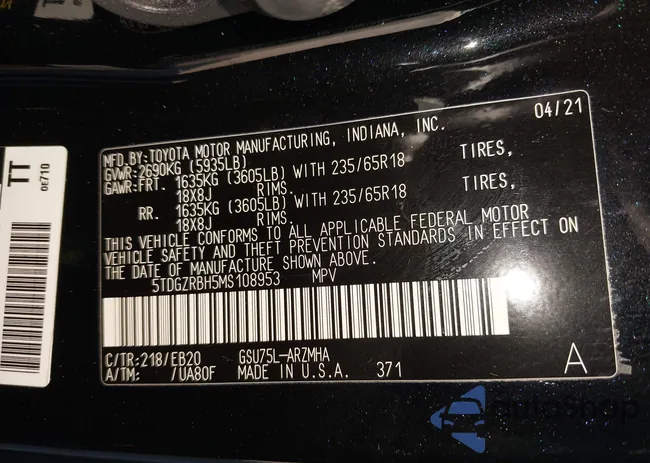 MFD.BY:TOYOTA MOTOR MANUFACTURING, INDIANA, INC. 04/21
GVWR:2690KG (5935LB)
GAWR:FRT. 1635KG (3605LB) WITH 235/65R18 TIRES,
18X8J RIMS.
RR. 1635KG (3605LB) WITH 235/65R18 TIRES,
18X8J RIMS.
THIS VEHICLE CONFORMS TO ALL APPLICABLE FEDERAL MOTOR
VEHICLE SAFETY AND THEFT PREVENTION STANDARDS IN EFFECT ON
THE DATE OF MANUFACTURE SHOWN ABOVE.
5TDGZRBH5MS108953 MPV
C/TR:218/EB20 GSU75L-ARZMHA
A/TM: /UA80F MADE IN U.S.A. 371 A
TT
0E710
autoShop